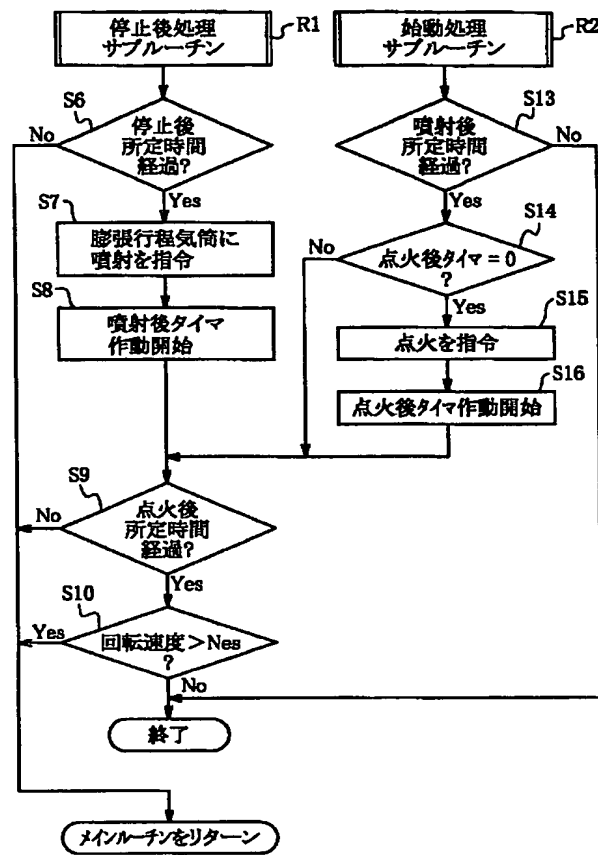 停止後処理
サブルーチン
R1
S6
停止後
所定時間
経過?
No
Yes
S7
膨張行程気筒に
噴射を指令
S8
噴射後タイマ
作動開始
始動処理
サブルーチン
R2
S13
噴射後
所定時間
経過?
No
Yes
S14
点火後タイマ = 0
?
No
Yes
S15
点火を指令
S16
点火後タイマ作動開始
S9
点火後
所定時間
経過?
No
Yes
S10
回転速度 > Nes
?
Yes
No
終了
メインルーチンをリターン